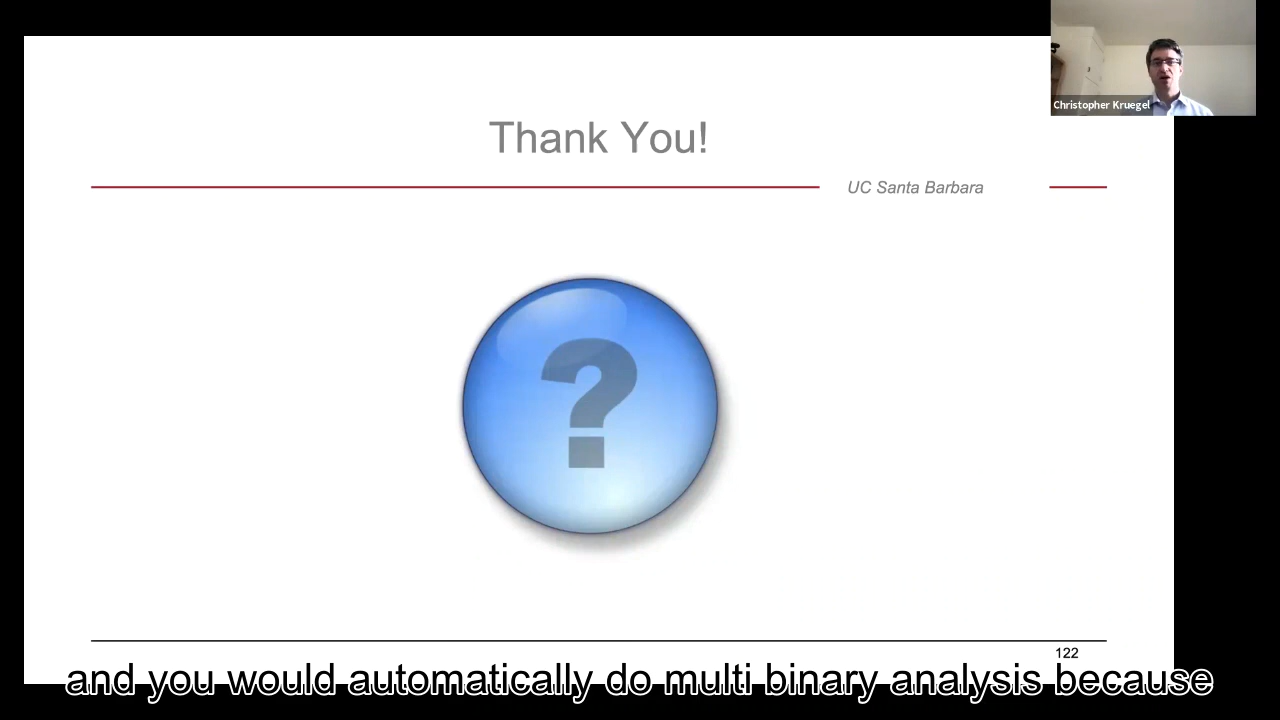 Christopher Kruegel
Thank You!
UC Santa Barbara
?
122
and you would automatically do multi binary analysis because